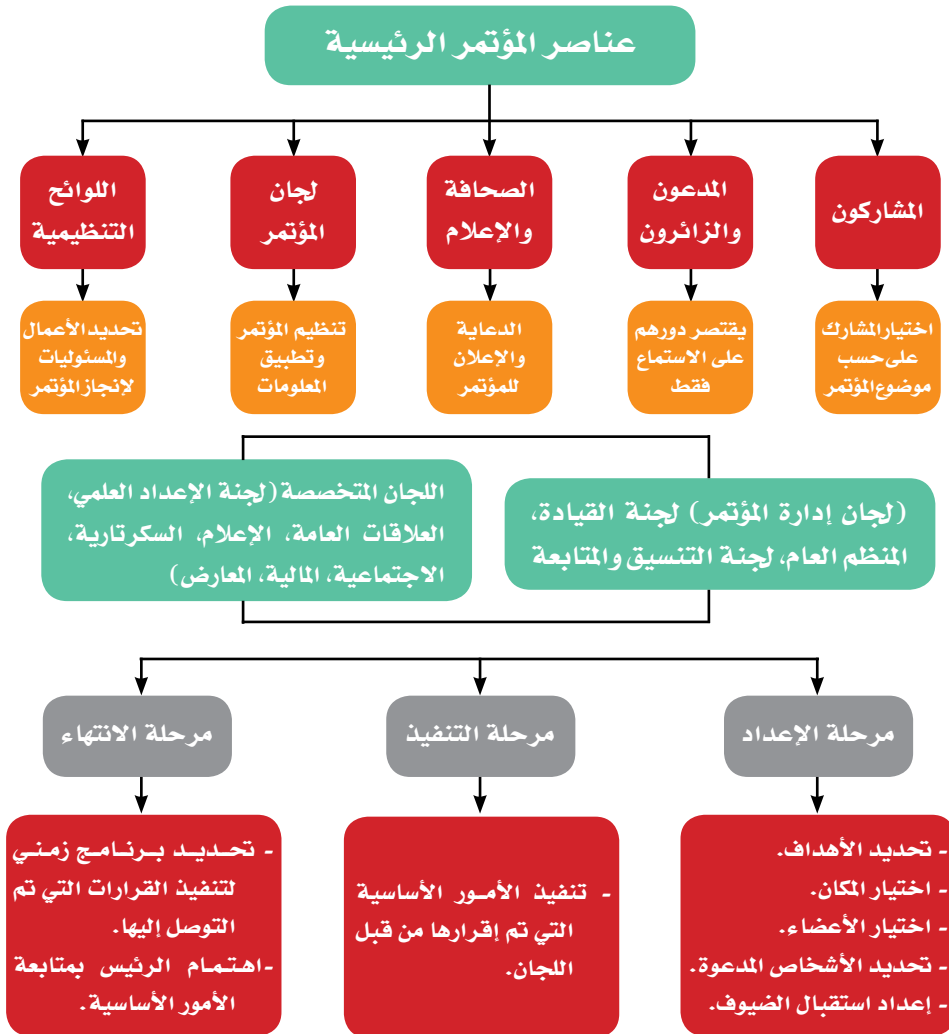 عناصر المؤتمر الرئيسية
المشاركون
المدعون
والزائرون
الصحافة
والإعلام
لجان
المؤتمر
اللوائح
التنظيمية
اختيار المشارك
على حسب
موضوع المؤتمر
يقتصر دورهم
على الاستماع
فقط
الدعاية
والإعلان
للمؤتمر
تنظيم المؤتمر
وتطبيق
المعلومات
تحديد الأعمال
والمسئوليات
لإنجاز المؤتمر
(لجان إدارة المؤتمر) لجنة القيادة،
المنظم العام، لجنة التنسيق والمتابعة
اللجان المتخصصة (لجنة الإعداد العلمي،
العلاقات العامة، الإعلام، السكرتارية،
الاجتماعية، المالية، المعارض)
مرحلة الإعداد
مرحلة التنفيذ
مرحلة الانتهاء
- تحديد الأهداف.
- اختيار المكان.
- اختيار الأعضاء.
- تحديد الأشخاص المدعوة.
- إعداد استقبال الضيوف.
- تنفيذ الأمور الأساسية
التي تم إقرارها من قبل
اللجان.
- تحديد برنامج زمني
لتنفيذ القرارات التي تم
التوصل إليها.
-اهتمام الرئيس بمتابعة
الأمور الأساسية.